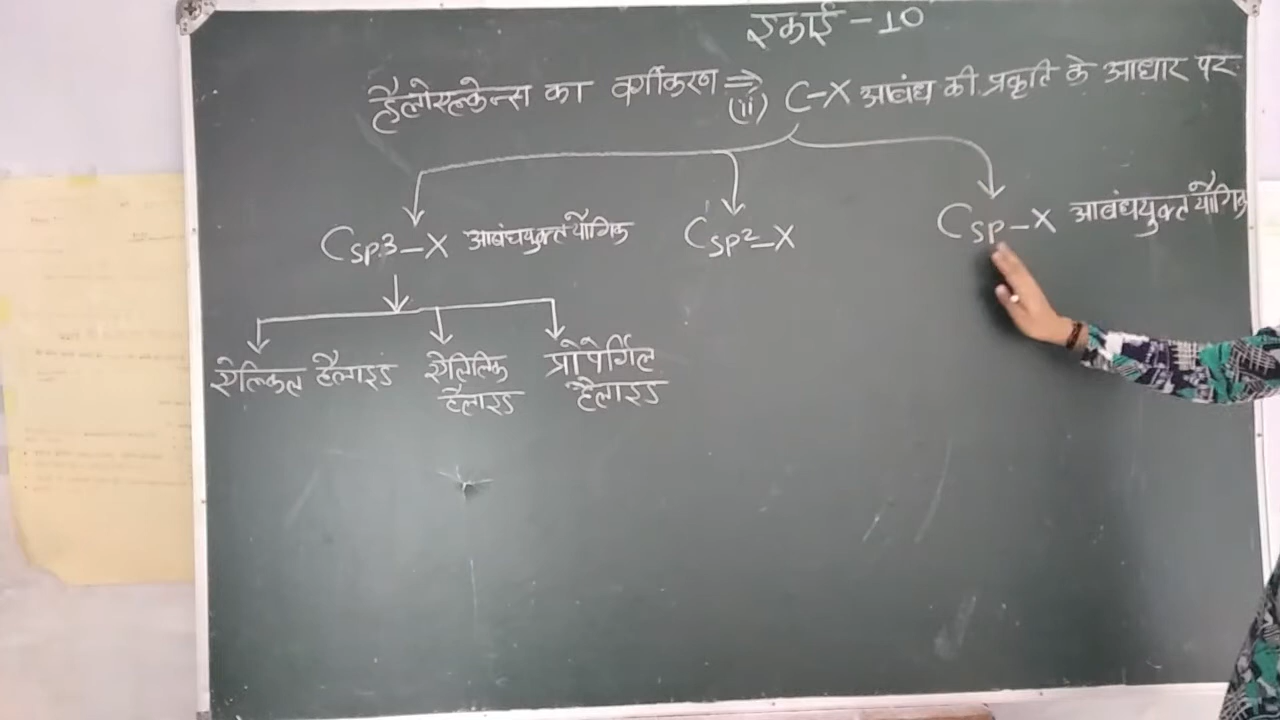 इकाई - 10
हैलोएल्केन्स का वर्गीकरण ⇒ (ii) C-X आबंध की प्रकृति के आधार पर
Csp3-X आबंधयुक्त यौगिक
Csp2-X
Csp-X आबंधयुक्त यौगिक
ऐल्किल हैलाइड
ऐलिलिक
हैलाइड
प्रोपेर्गिल
हैलाइड